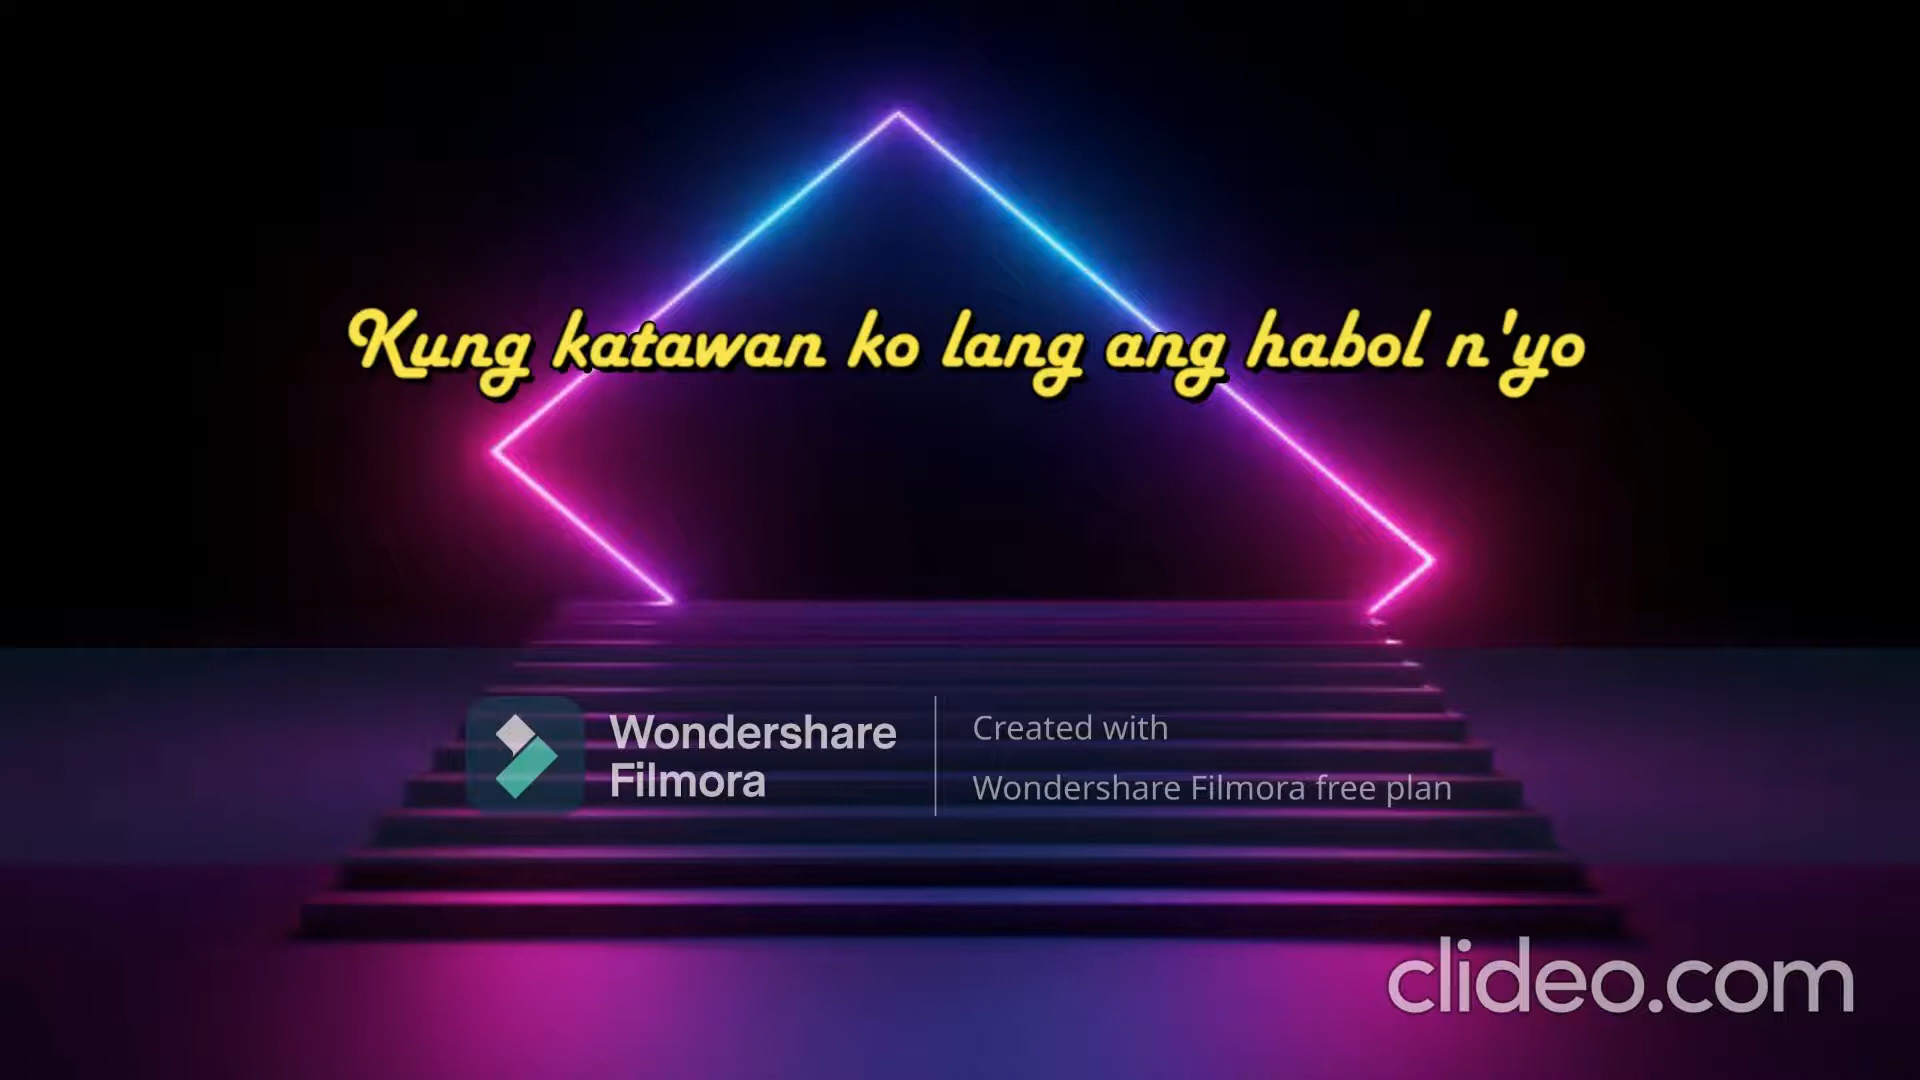 Kung katawan ko lang ang habol n'yo
Wondershare
Filmora
Created with
Wondershare Filmora free plan
clideo.com